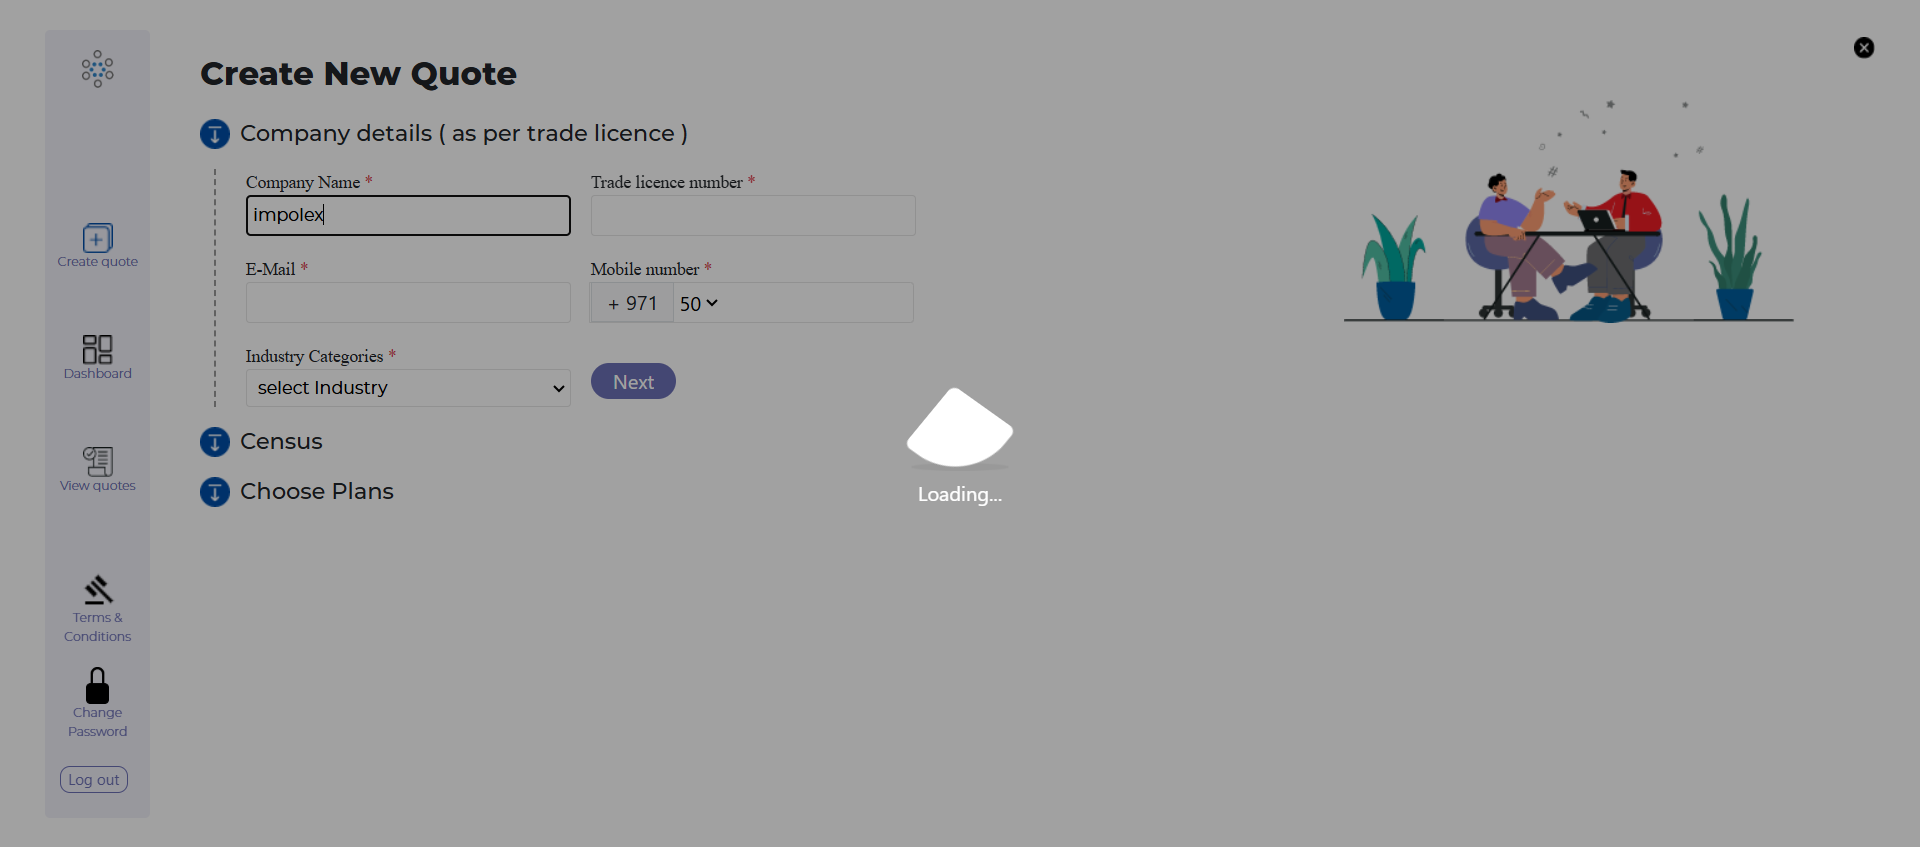 Create New Quote
Company details ( as per trade licence )
Company Name *
Trade licence number *
impolex
E-Mail *
Mobile number *
+ 971
50
Industry Categories *
select Industry
Next
Census
Choose Plans
Loading...
Create quote
Dashboard
View quotes
Terms &
Conditions
Change
Password
Log out